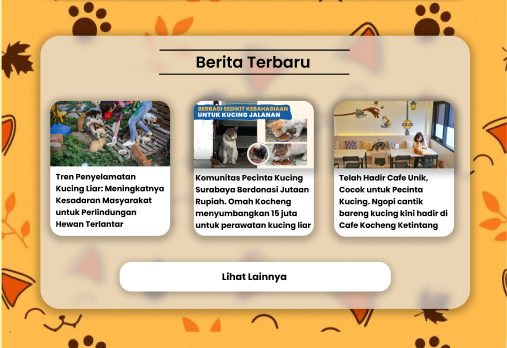 Berita Terbaru
Tren Penyelamatan
Kucing Liar: Meningkatnya
Kesadaran Masyarakat
untuk Perlindungan
Hewan Terlantar
BERBAGI SEDIKIT KEBAHAGIAAN
UNTUK KUCING JALANAN
Komunitas Pecinta Kucing
Surabaya Berdonasi Jutaan
Rupiah. Omah Kocheng
menyumbangkan 15 juta
untuk perawatan kucing liar
Telah Hadir Cafe Unik,
Cocok untuk Pecinta
Kucing. Ngopi cantik
bareng kucing kini hadir di
Cafe Kocheng Ketintang
Lihat Lainnya